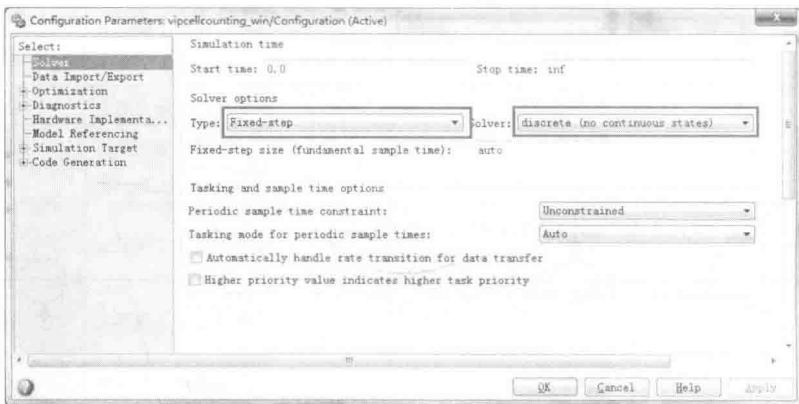 Configuration Parameters: vipcellcounting_win/Configuration (Active)
Select:
Solver
Data Import/Export
Optimization
Diagnostics
Hardware Implementa...
Model Referencing
Simulation Target
Code Generation
Simulation time
Start time: 0.0 Stop time: inf
Solver options
Type: Fixed-step Solver: discrete (no continuous states)
Fixed-step size (fundamental sample time): auto
Tasking and sample time options
Periodic sample time constraint: Unconstrained
Tasking mode for periodic sample times: Auto
Automatically handle rate transition for data transfer
Higher priority value indicates higher task priority
OK Cancel Help Apply